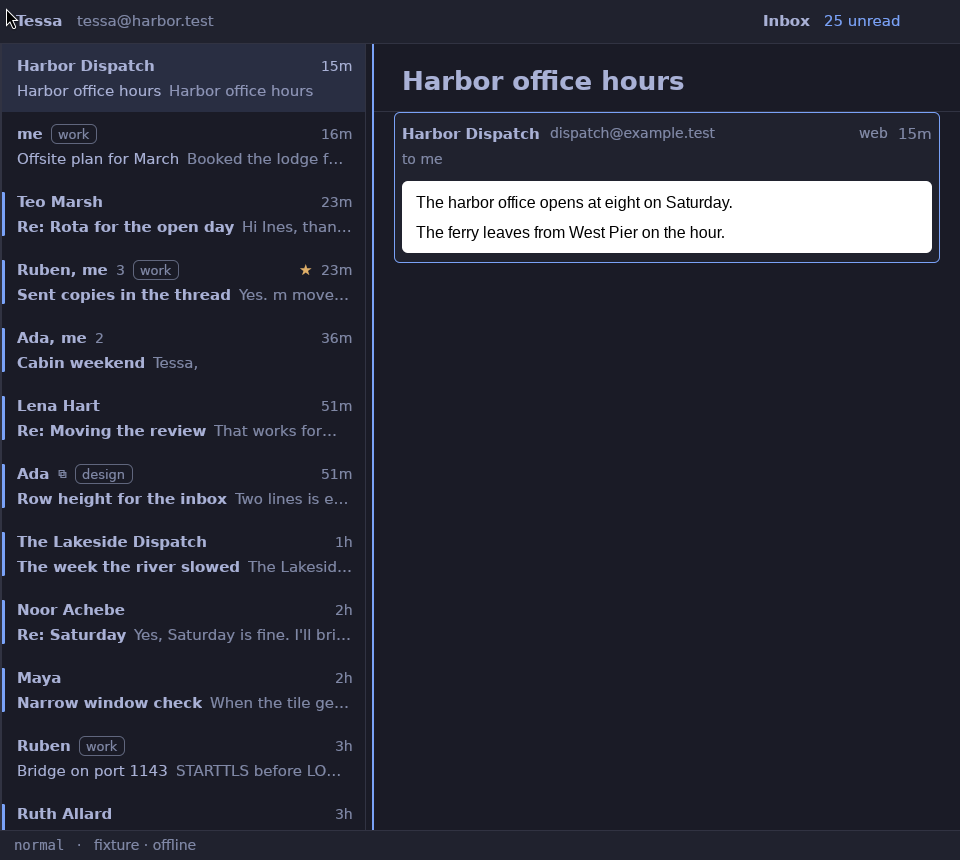 Tessa tessa@harbor.test Inbox 25 unread
Harbor Dispatch 15m
Harbor office hours Harbor office hours
me work 16m
Offsite plan for March Booked the lodge f…
Teo Marsh 23m
Re: Rota for the open day Hi Ines, than…
Ruben, me 3 work ★ 23m
Sent copies in the thread Yes. m move…
Ada, me 2 36m
Cabin weekend Tessa,
Lena Hart 51m
Re: Moving the review That works for…
Ada design 51m
Row height for the inbox Two lines is e…
The Lakeside Dispatch 1h
The week the river slowed The Lakesid…
Noor Achebe 2h
Re: Saturday Yes, Saturday is fine. I'll bri…
Maya 2h
Narrow window check When the tile ge…
Ruben work 3h
Bridge on port 1143 STARTTLS before LO…
Ruth Allard 3h
Harbor office hours
Harbor Dispatch dispatch@example.test web 15m
to me
The harbor office opens at eight on Saturday.
The ferry leaves from West Pier on the hour.
normal · fixture · offline